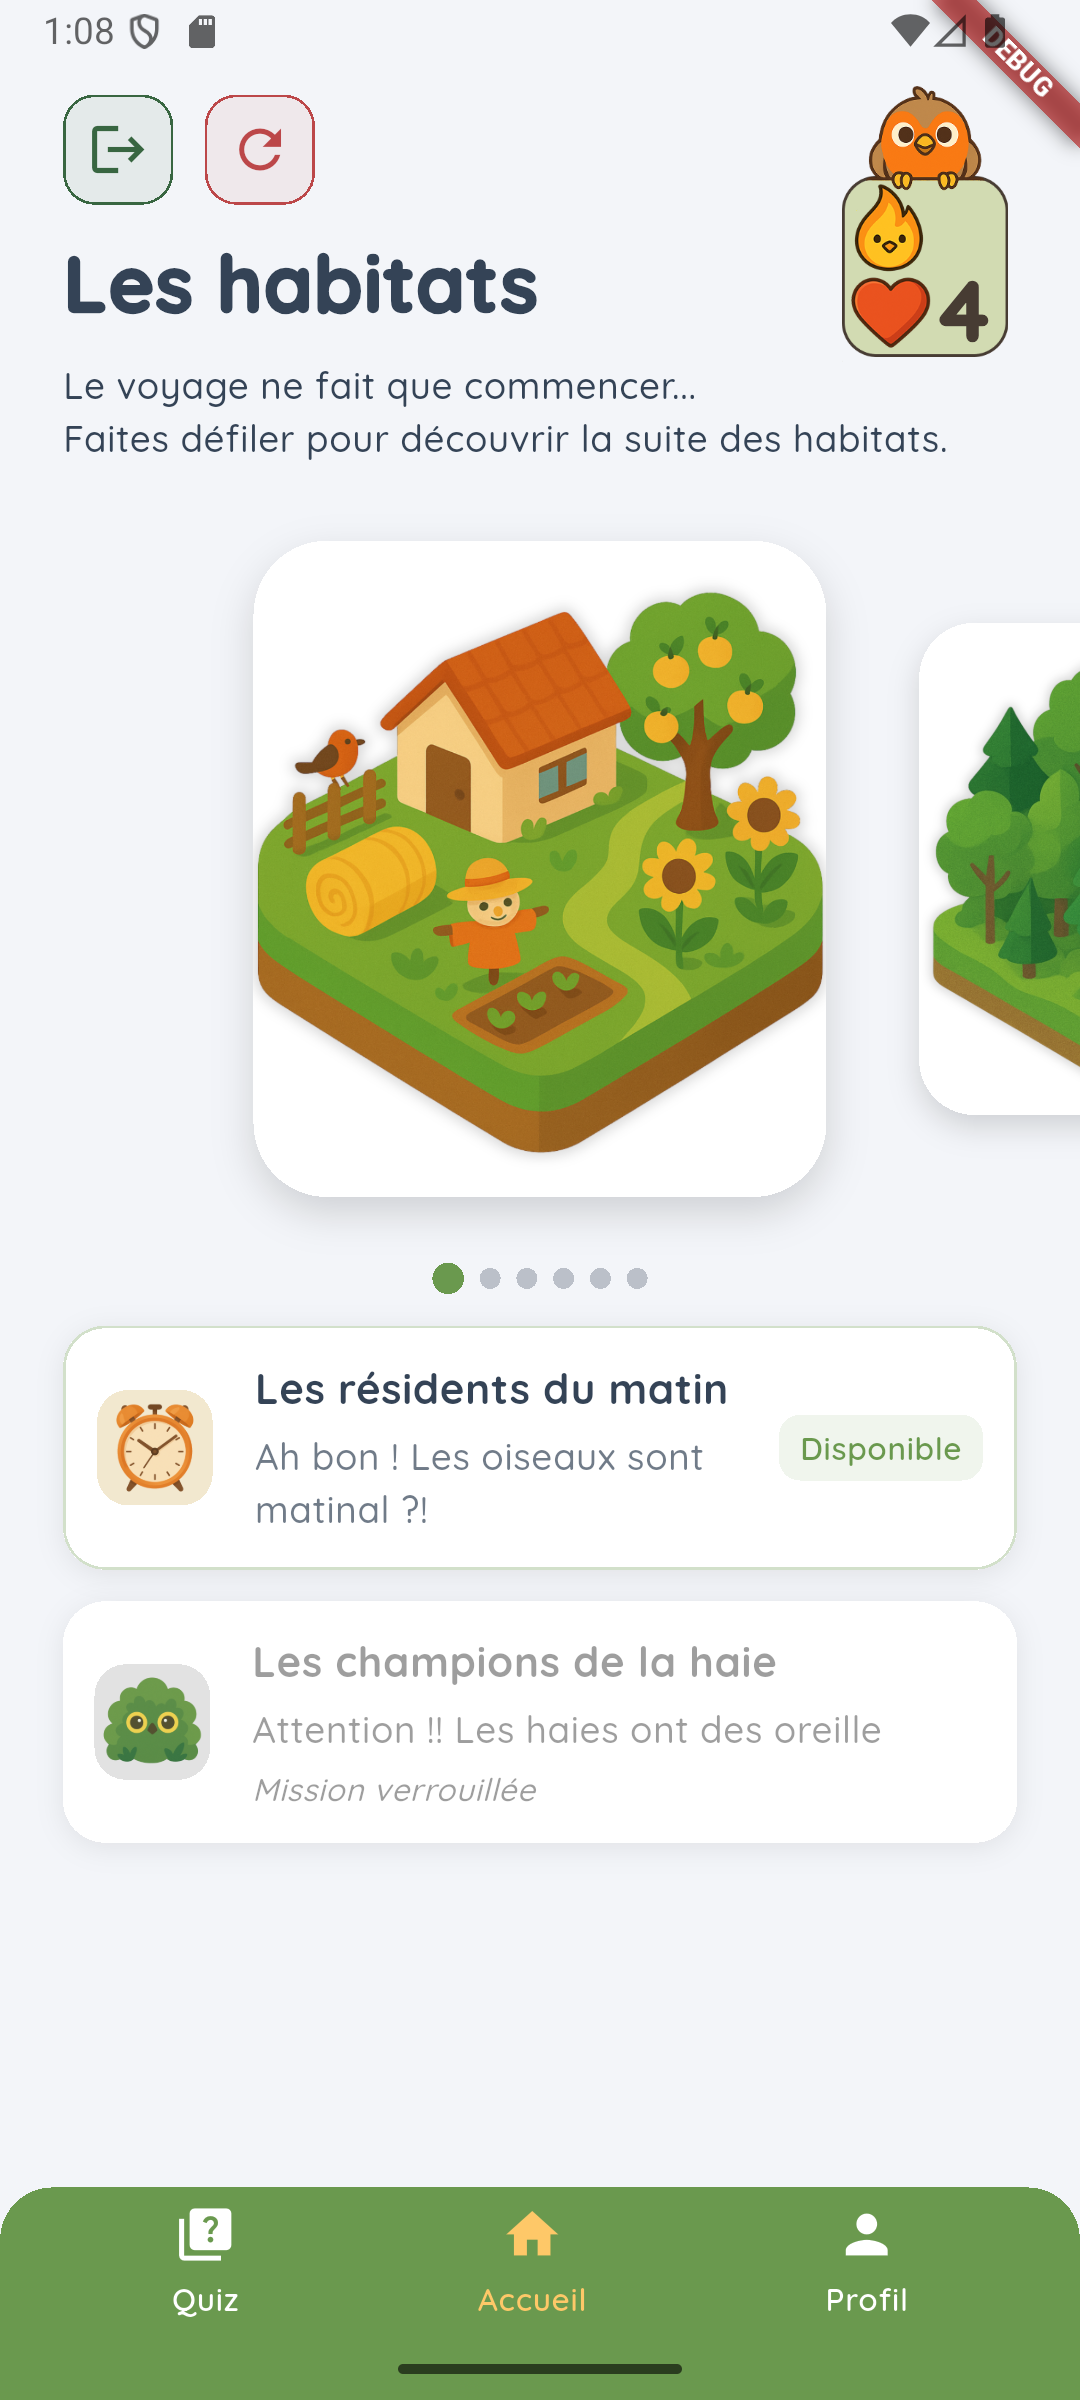 1:08
DEBUG
4
Les habitats
Le voyage ne fait que commencer...
Faites défiler pour découvrir la suite des habitats.
Les résidents du matin
Ah bon ! Les oiseaux sont
matinal ?!
Disponible
Les champions de la haie
Attention !! Les haies ont des oreille
Mission verrouillée
?
Quiz
Accueil
Profil